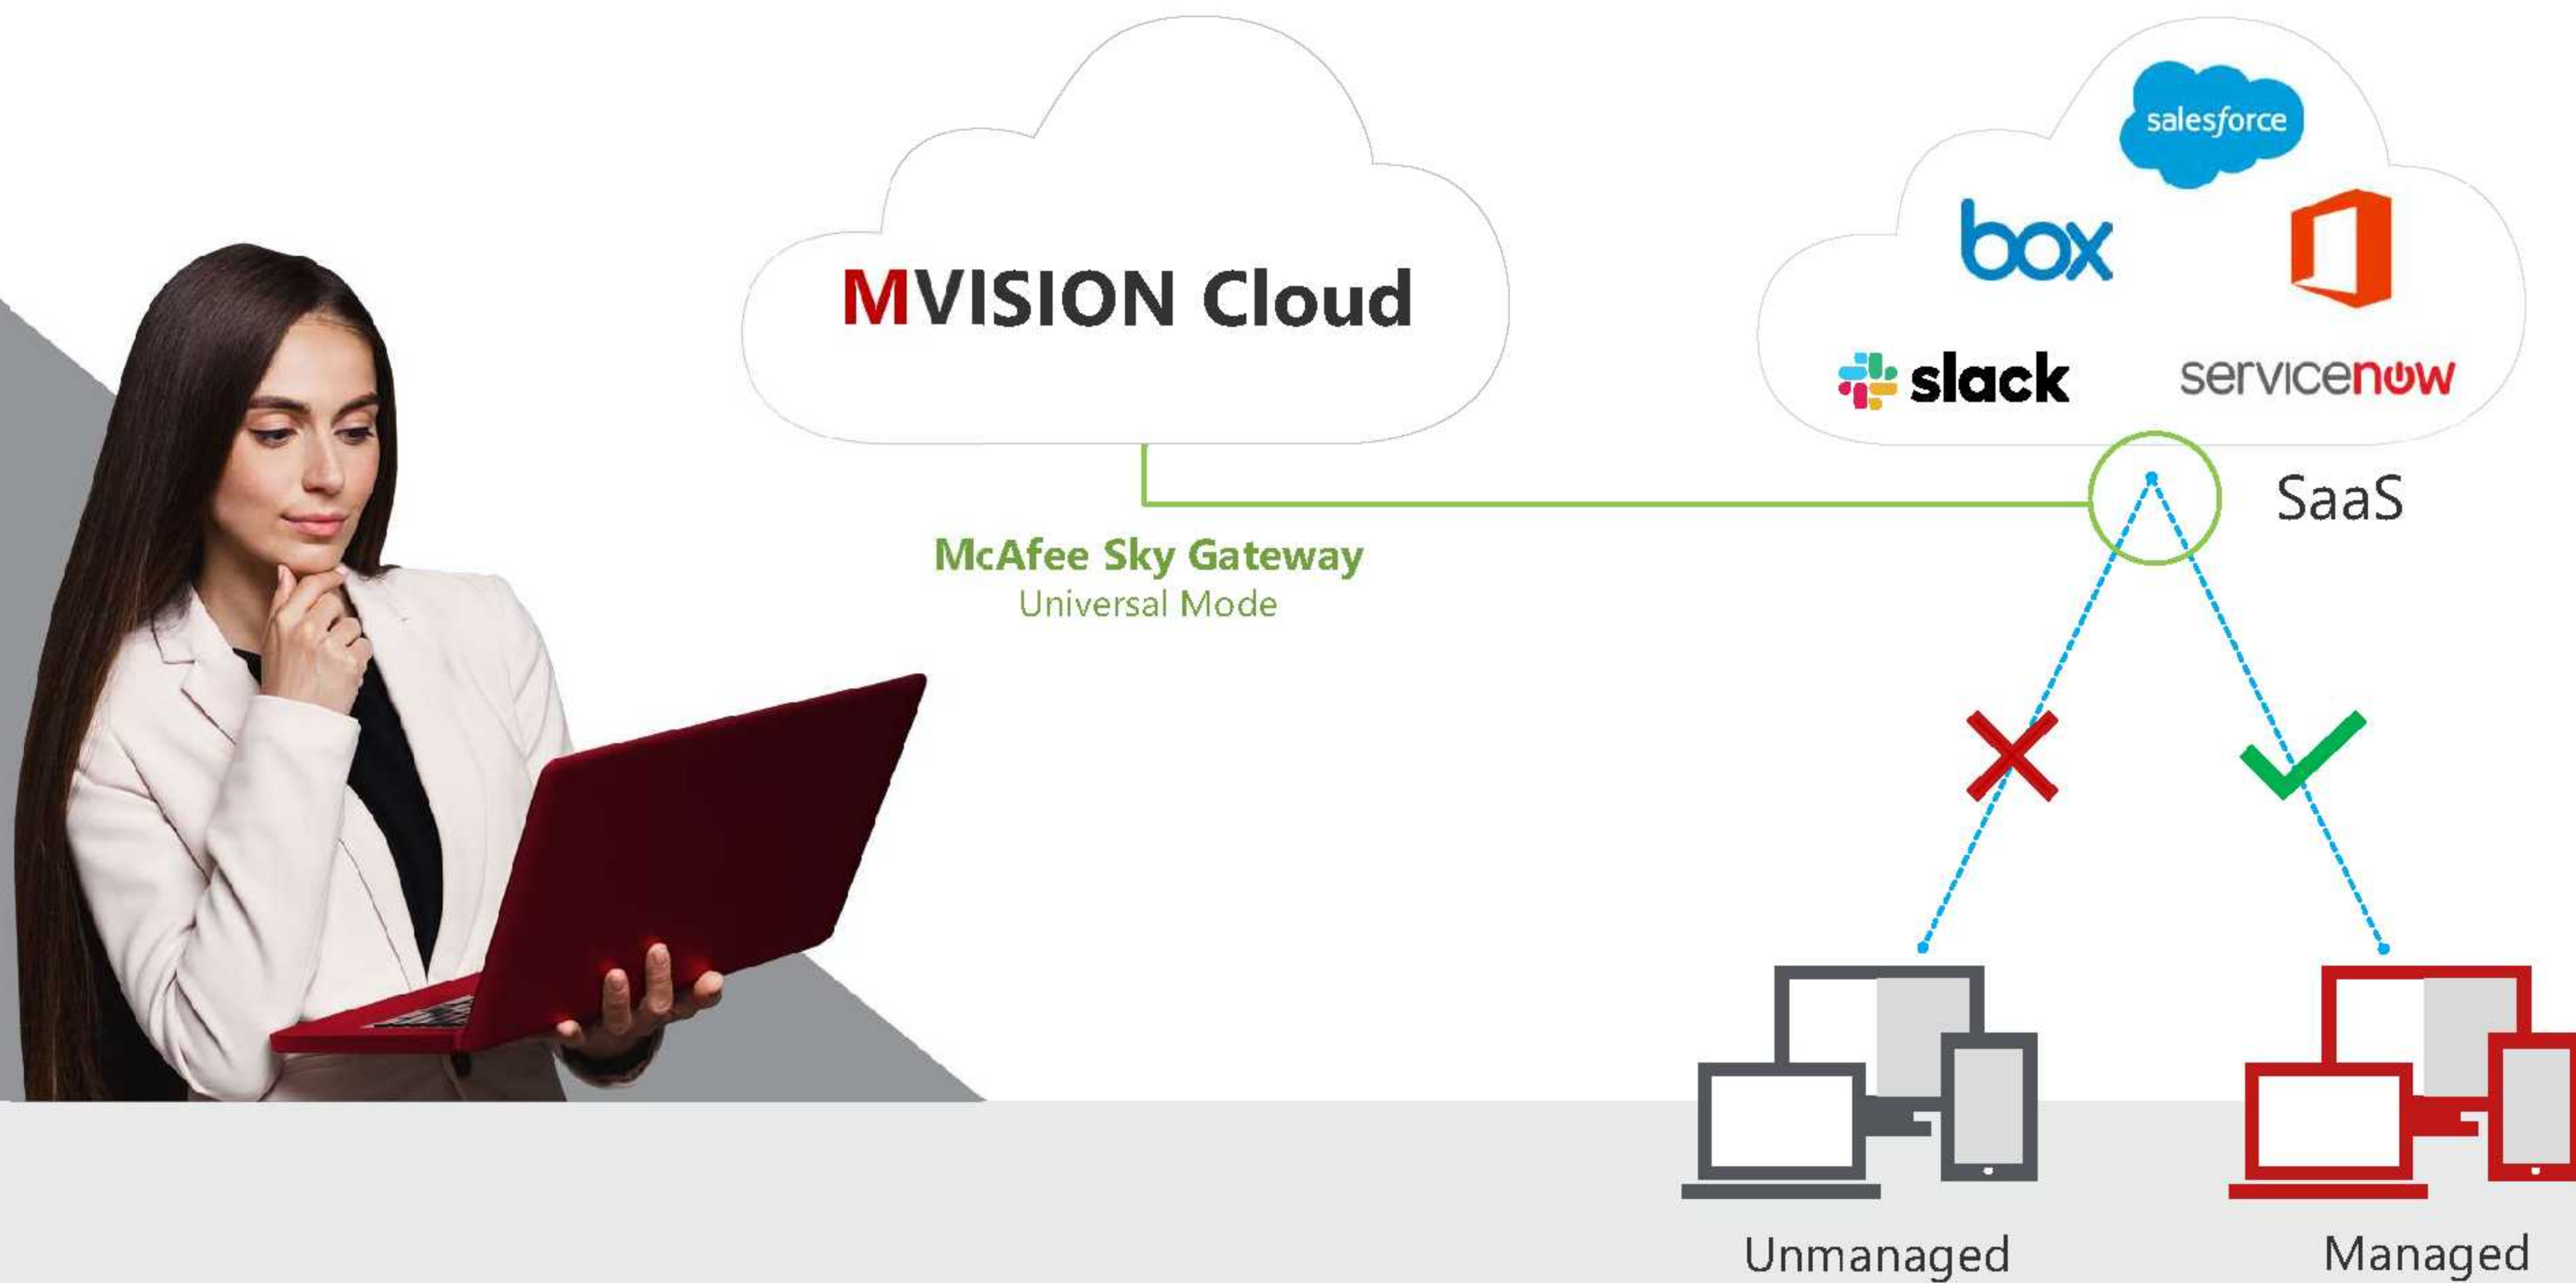 MVISION Cloud
McAfee Sky Gateway
Universal Mode
salesforce
box
slack
servicenow
SaaS
Unmanaged
Managed